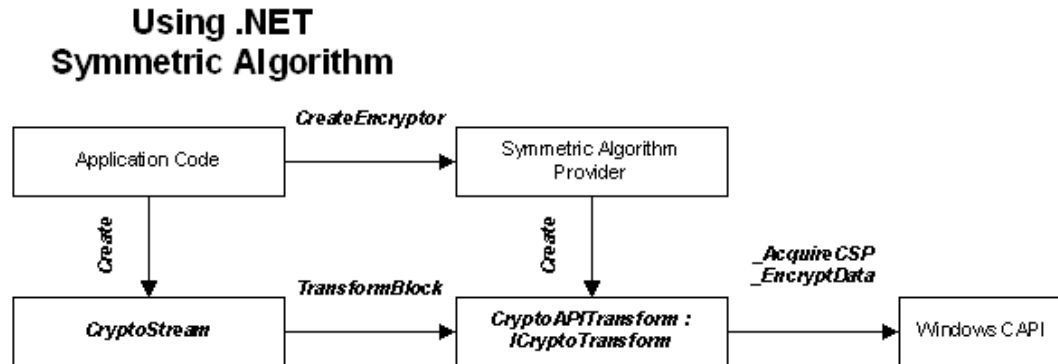 Using .NET
Symmetric Algorithm
CreateEncryptor
Application Code
Symmetric Algorithm
Provider
Create
Create
_AcquireCSP
_EncryptData
TransformBlock
CryptoStream
CryptoAPITransform :
ICryptoTransform
Windows CAPI